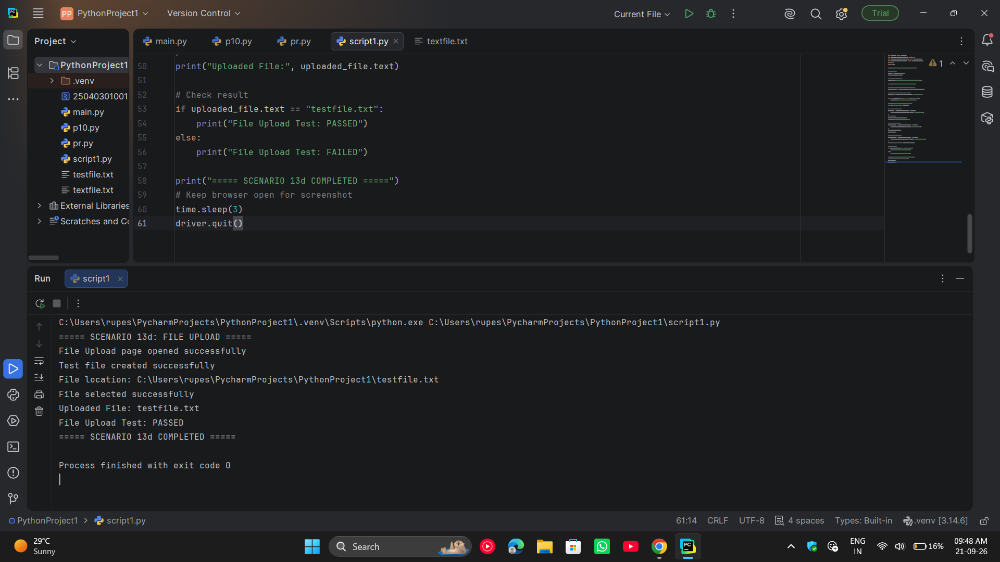 PP PythonProject1 Version Control Current File Trial
Project
PythonProject1
.venv
25040301001
main.py
p10.py
pr.py
script1.py
testfile.txt
textfile.txt
External Libraries
Scratches and Co
main.py p10.py pr.py script1.py textfile.txt
1
50 print("Uploaded File:", uploaded_file.text)
51
52 # Check result
53 if uploaded_file.text == "testfile.txt":
54 print("File Upload Test: PASSED")
55 else:
56 print("File Upload Test: FAILED")
57
58 print("===== SCENARIO 13d COMPLETED =====")
59 # Keep browser open for screenshot
60 time.sleep(3)
61 driver.quit()
Run script1
C:\Users\rupes\PycharmProjects\PythonProject1\.venv\Scripts\python.exe C:\Users\rupes\PycharmProjects\PythonProject1\script1.py
===== SCENARIO 13d: FILE UPLOAD =====
File Upload page opened successfully
Test file created successfully
File location: C:\Users\rupes\PycharmProjects\PythonProject1\testfile.txt
File selected successfully
Uploaded File: testfile.txt
File Upload Test: PASSED
===== SCENARIO 13d COMPLETED =====
Process finished with exit code 0
PythonProject1 > script1.py 61:14 CRLF UTF-8 4 spaces Types: Built-in .venv [3.14.6]
29°C
Sunny
Search
ENG
IN
16%
09:48 AM
21-09-26